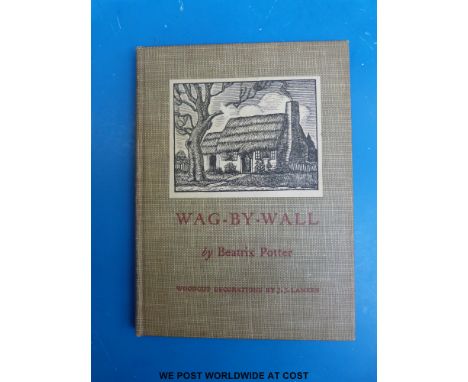 WAG-BY-WALL
by Beatrix Potter
WOODCUT DECORATIONS BY J. J. LANKES
WE POST WORLDWIDE AT COST